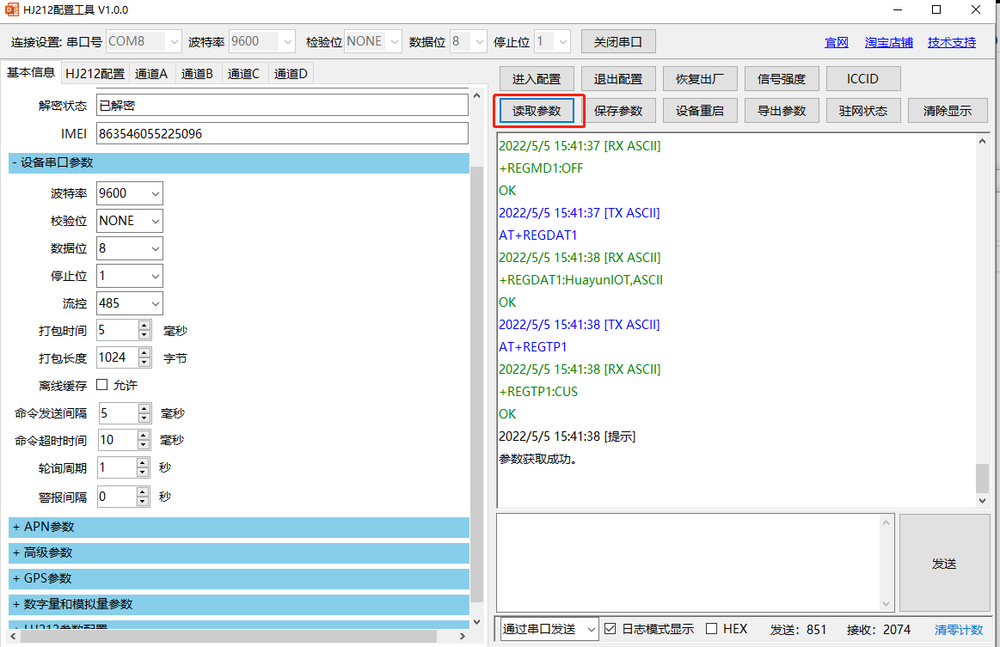 HJ212配置工具 V1.0.0
连接设置: 串口号 COM8 波特率 9600 检验位 NONE 数据位 8 停止位 1 关闭串口 官网 淘宝店铺 技术支持
基本信息 HJ212配置 通道A 通道B 通道C 通道D
进入配置 退出配置 恢复出厂 信号强度 ICCID
读取参数 保存参数 设备重启 导出参数 驻网状态 清除显示
解密状态 已解密
IMEI 863546055225096
- 设备串口参数
波特率 9600
校验位 NONE
数据位 8
停止位 1
流控 485
打包时间 5 毫秒
打包长度 1024 字节
离线缓存 允许
命令发送间隔 5 毫秒
命令超时时间 10 毫秒
轮询周期 1 秒
警报间隔 0 秒
+ APN参数
+ 高级参数
+ GPS参数
+ 数字量和模拟量参数
+ HJ212参数配置
2022/5/5 15:41:37 [RX ASCII]
+REGMD1:OFF
OK
2022/5/5 15:41:37 [TX ASCII]
AT+REGDAT1
2022/5/5 15:41:38 [RX ASCII]
+REGDAT1:HuayunIOT,ASCII
OK
2022/5/5 15:41:38 [TX ASCII]
AT+REGTP1
2022/5/5 15:41:38 [RX ASCII]
+REGTP1:CUS
OK
2022/5/5 15:41:38 [提示]
参数获取成功。
发送
通过串口发送 日志模式显示 HEX 发送: 851 接收: 2074 清零计数